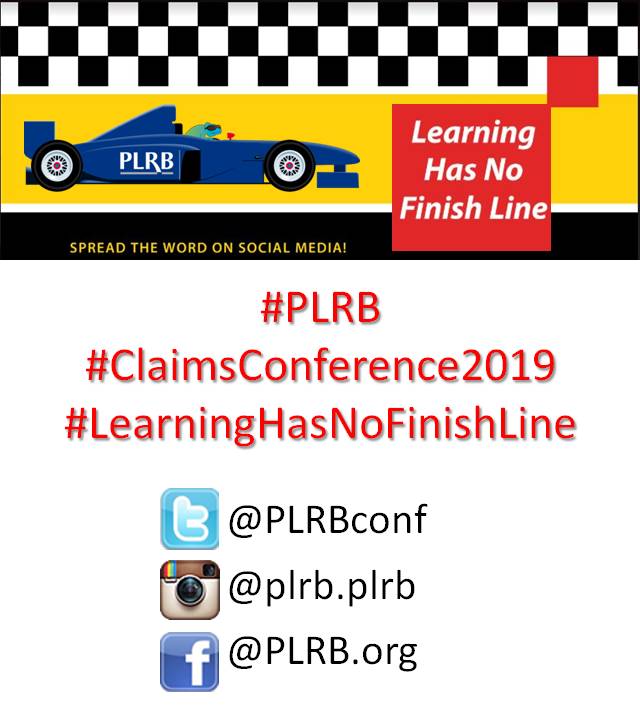 PLRB
Learning
Has No
Finish Line
SPREAD THE WORD ON SOCIAL MEDIA!
#PLRB
#ClaimsConference2019
#LearningHasNoFinishLine
@PLRBconf
@plrb.plrb
@PLRB.org